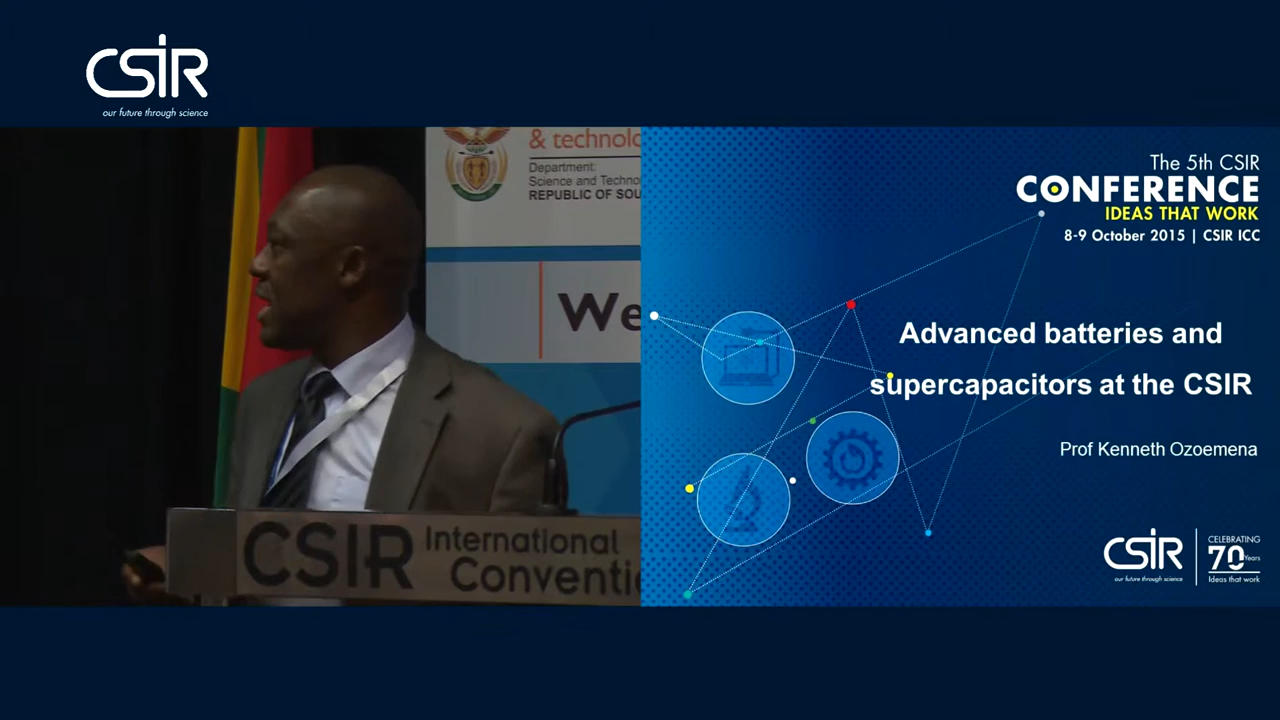 CSIR
our future through science
& technolo
Department:
Science and Techno
REPUBLIC OF SOU
We
CSIR International
Conventi
The 5th CSIR
CONFERENCE
IDEAS THAT WORK
8-9 October 2015 | CSIR ICC
Advanced batteries and
supercapacitors at the CSIR
Prof Kenneth Ozoemena
CSIR
our future through science
CELEBRATING
70 Years
Ideas that work